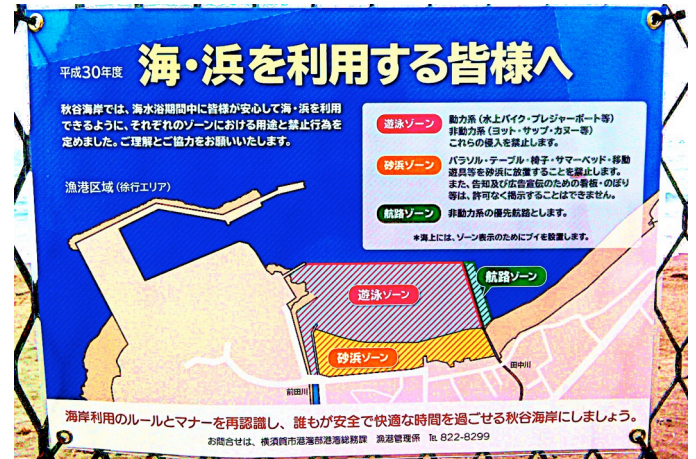 平成30年度 海・浜を利用する皆様へ
秋谷海岸では、海水浴期間中に皆様が安心して海・浜を利用
できるように、それぞれのゾーンにおける用途と禁止行為を
定めました。ご理解とご協力をお願いいたします。
遊泳ゾーン 動力系（水上バイク・プレジャーボート等）
非動力系（ヨット・サップ・カヌー等）
これらの侵入を禁止します。
砂浜ゾーン パラソル・テーブル・椅子・サマーベッド・移動
遊具等を砂浜に放置することを禁止します。
また、告知及び広告宣伝のための看板・のぼり
等は、許可なく掲示することはできません。
航路ゾーン 非動力系の優先航路とします。
＊海上には、ゾーン表示のためにブイを設置します。
漁港区域（徐行エリア）
航路ゾーン
遊泳ゾーン
砂浜ゾーン
田中川
前田川
海岸利用のルールとマナーを再認識し、誰もが安全で快適な時間を過ごせる秋谷海岸にしましょう。
お問合せは、横須賀市港湾部港湾総務課 漁港管理係 ℡ 822-8299